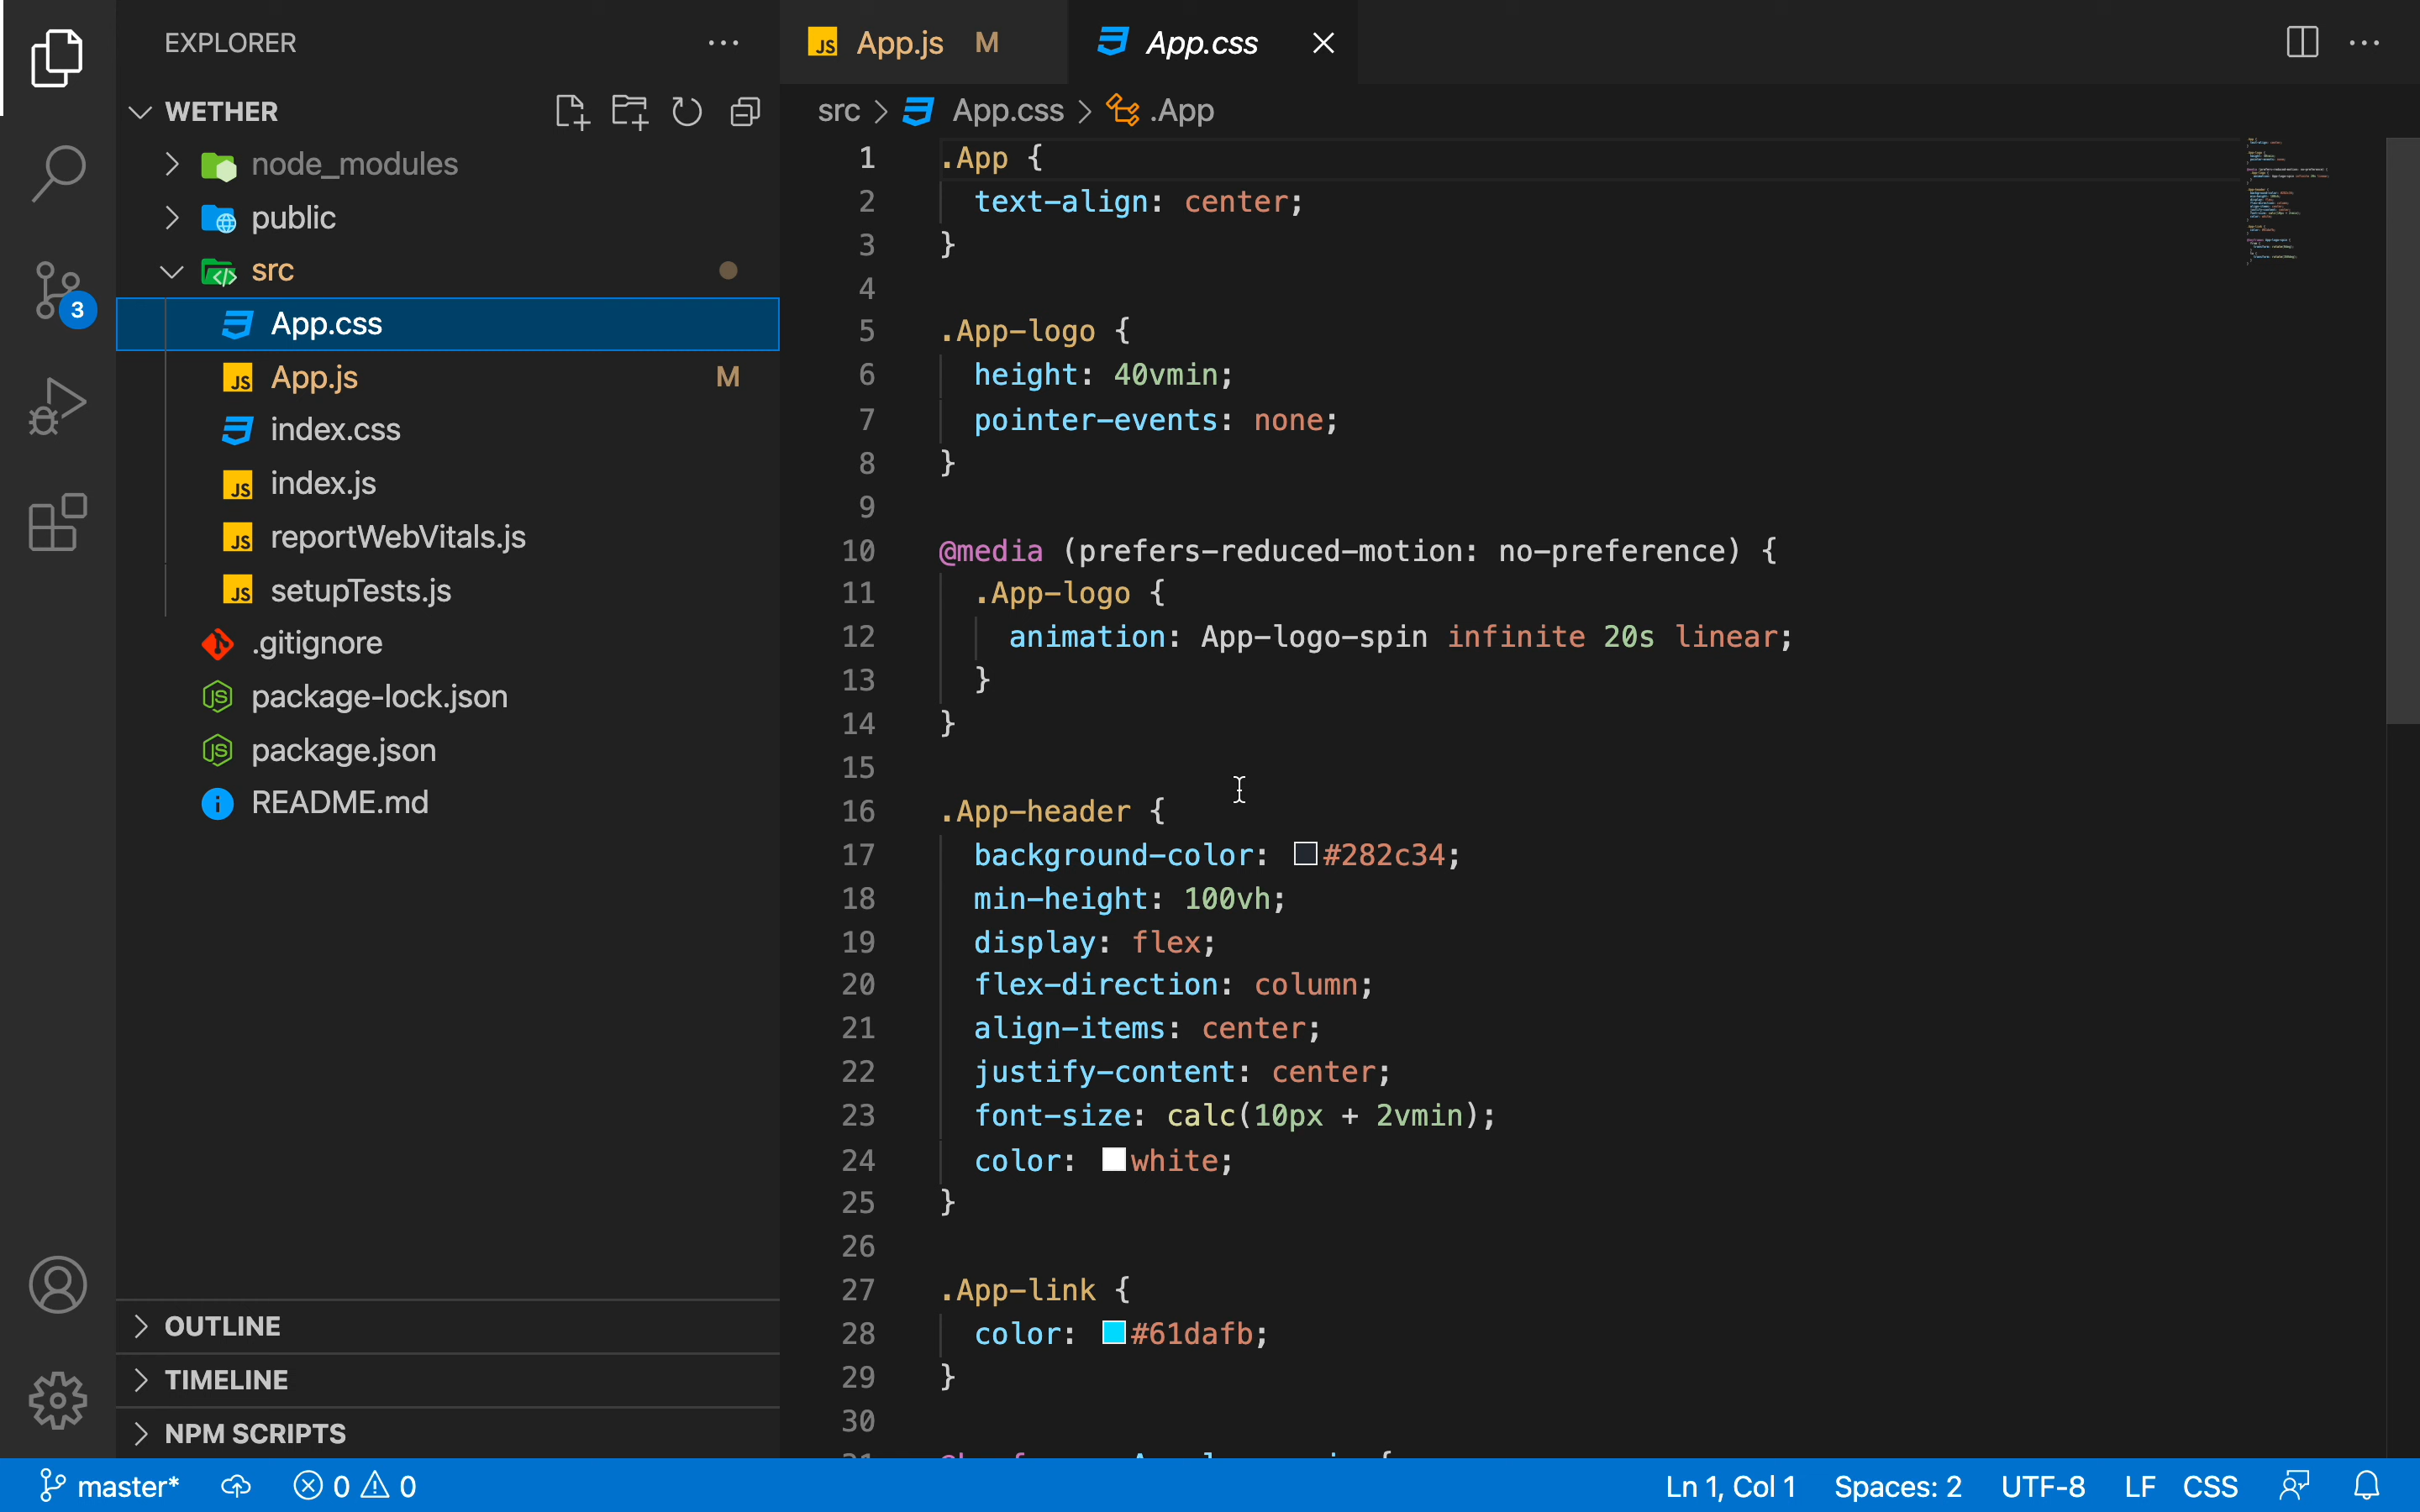 EXPLORER
WETHER
node_modules
public
src
App.css
App.js M
index.css
index.js
reportWebVitals.js
setupTests.js
.gitignore
package-lock.json
package.json
README.md
OUTLINE
TIMELINE
NPM SCRIPTS
3
App.js M
App.css
src > App.css > .App
1 .App {
2 text-align: center;
3 }
4
5 .App-logo {
6 height: 40vmin;
7 pointer-events: none;
8 }
9
10 @media (prefers-reduced-motion: no-preference) {
11 .App-logo {
12 animation: App-logo-spin infinite 20s linear;
13 }
14 }
15
16 .App-header {
17 background-color: #282c34;
18 min-height: 100vh;
19 display: flex;
20 flex-direction: column;
21 align-items: center;
22 justify-content: center;
23 font-size: calc(10px + 2vmin);
24 color: white;
25 }
26
27 .App-link {
28 color: #61dafb;
29 }
30
master* 0 0 Ln 1, Col 1 Spaces: 2 UTF-8 LF CSS